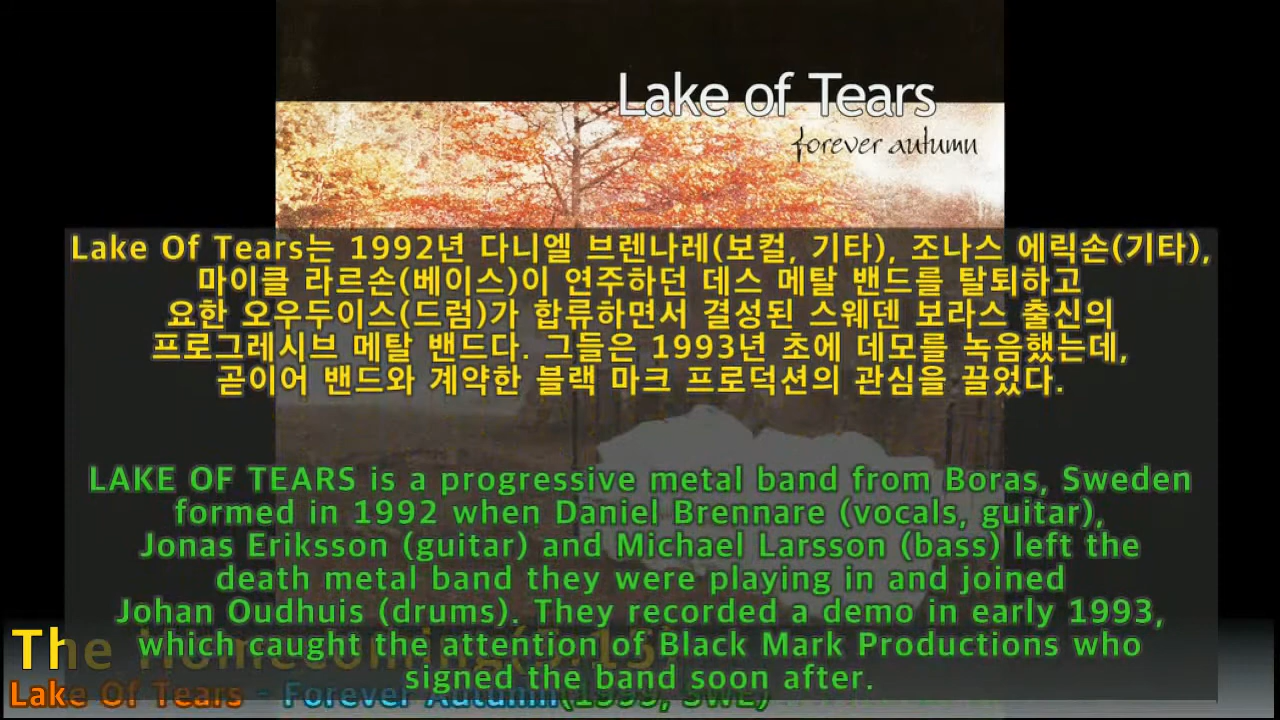 Lake of Tears
forever autumn
Lake Of Tears는 1992년 다니엘 브렌나레(보컬, 기타), 조나스 에릭손(기타),
마이클 라르손(베이스)이 연주하던 데스 메탈 밴드를 탈퇴하고
요한 오우두이스(드럼)가 합류하면서 결성된 스웨덴 보라스 출신의
프로그레시브 메탈 밴드다. 그들은 1993년 초에 데모를 녹음했는데,
곧이어 밴드와 계약한 블랙 마크 프로덕션의 관심을 끌었다.
LAKE OF TEARS is a progressive metal band from Boras, Sweden
formed in 1992 when Daniel Brennare (vocals, guitar),
Jonas Eriksson (guitar) and Michael Larsson (bass) left the
death metal band they were playing in and joined
Johan Oudhuis (drums). They recorded a demo in early 1993,
which caught the attention of Black Mark Productions who
signed the band soon after.
The Homecoming
Lake Of Tears - Forever Autumn(1999, SWE)